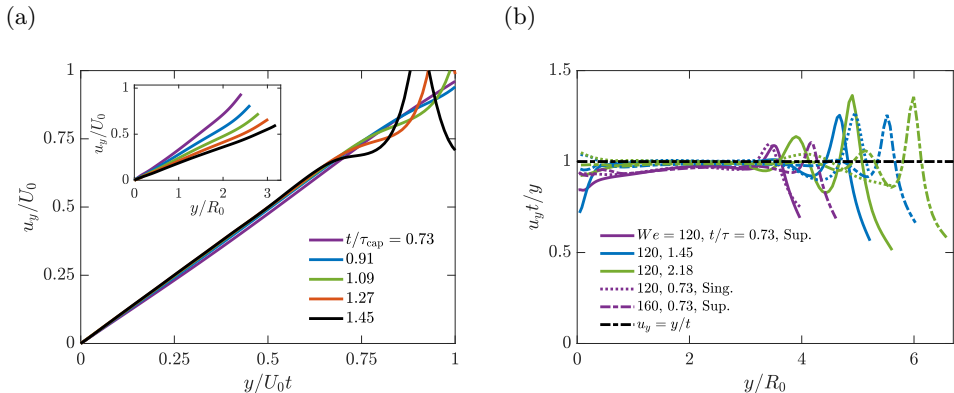 (a)
(b)
1
0.75
0.5
0.25
0
0
0.25
0.5
0.75
1
u_y/U_0
y/U_0t
1
0.5
0
0
1
2
3
u_y/U_0
y/R_0
t/τ_cap = 0.73
0.91
1.09
1.27
1.45
1.5
1
0.5
0
0
2
4
6
u_yt/y
y/R_0
We = 120, t/τ = 0.73, Sup.
120, 1.45
120, 2.18
120, 0.73, Sing.
160, 0.73, Sup.
u_y = y/t